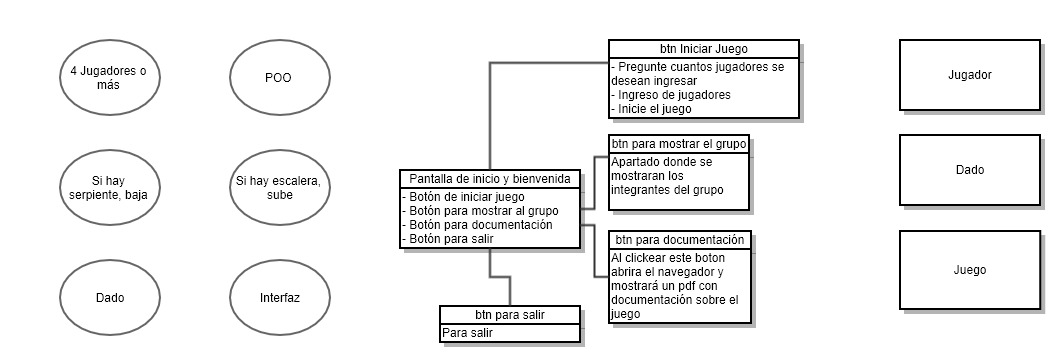 4 Jugadores o
más
POO
Si hay
serpiente, baja
Si hay escalera,
sube
Dado
Interfaz
Pantalla de inicio y bienvenida
- Botón de iniciar juego
- Botón para mostrar al grupo
- Botón para documentación
- Botón para salir
btn Iniciar Juego
- Pregunte cuantos jugadores se
desean ingresar
- Ingreso de jugadores
- Inicie el juego
btn para mostrar el grupo
Apartado donde se
mostraran los
integrantes del grupo
btn para documentación
Al clickear este boton
abrira el navegador y
mostrará un pdf con
documentación sobre el
juego
btn para salir
Para salir
Jugador
Dado
Juego